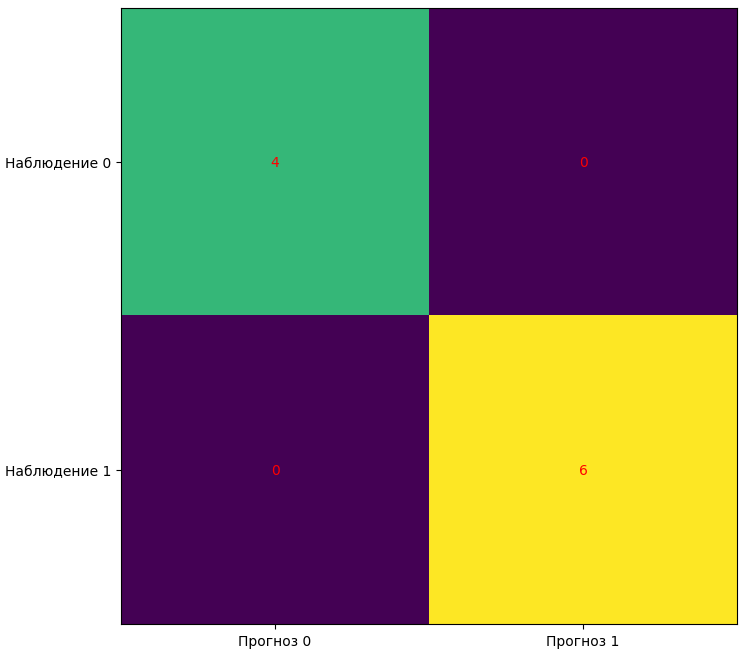 Наблюдение 0
4
0
Наблюдение 1
0
6
Прогноз 0
Прогноз 1